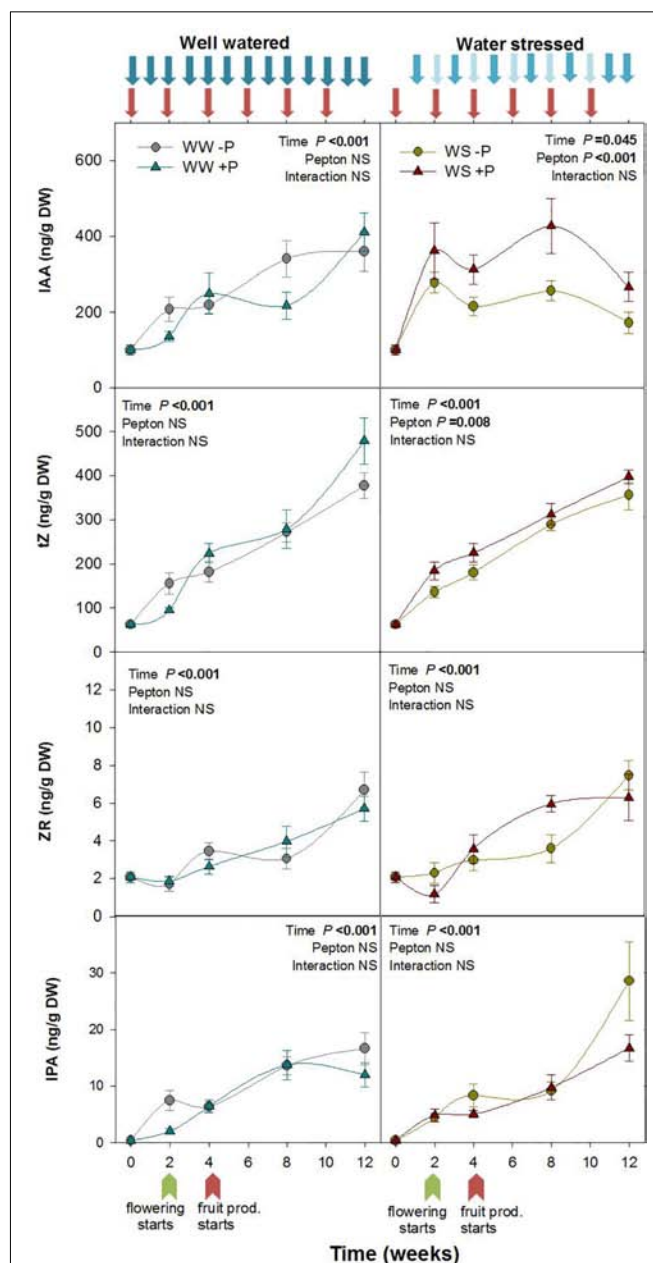 Well watered
Water stressed
WW -P
WW +P
Time P <0.001
Pepton NS
Interaction NS
WS -P
WS +P
Time P =0.045
Pepton P <0.001
Interaction NS
IAA (ng/g DW)
600
400
200
0
Time P <0.001
Pepton NS
Interaction NS
Time P <0.001
Pepton P =0.008
Interaction NS
tZ (ng/g DW)
500
400
300
200
100
0
Time P <0.001
Pepton NS
Interaction NS
Time P <0.001
Pepton NS
Interaction NS
ZR (ng/g DW)
12
10
8
6
4
2
0
Time P <0.001
Pepton NS
Interaction NS
Time P <0.001
Pepton NS
Interaction NS
IPA (ng/g DW)
30
20
10
0
0 2 4 6 8 10 12
0 2 4 6 8 10 12
flowering
starts
fruit prod.
starts
flowering
starts
fruit prod.
starts
Time (weeks)